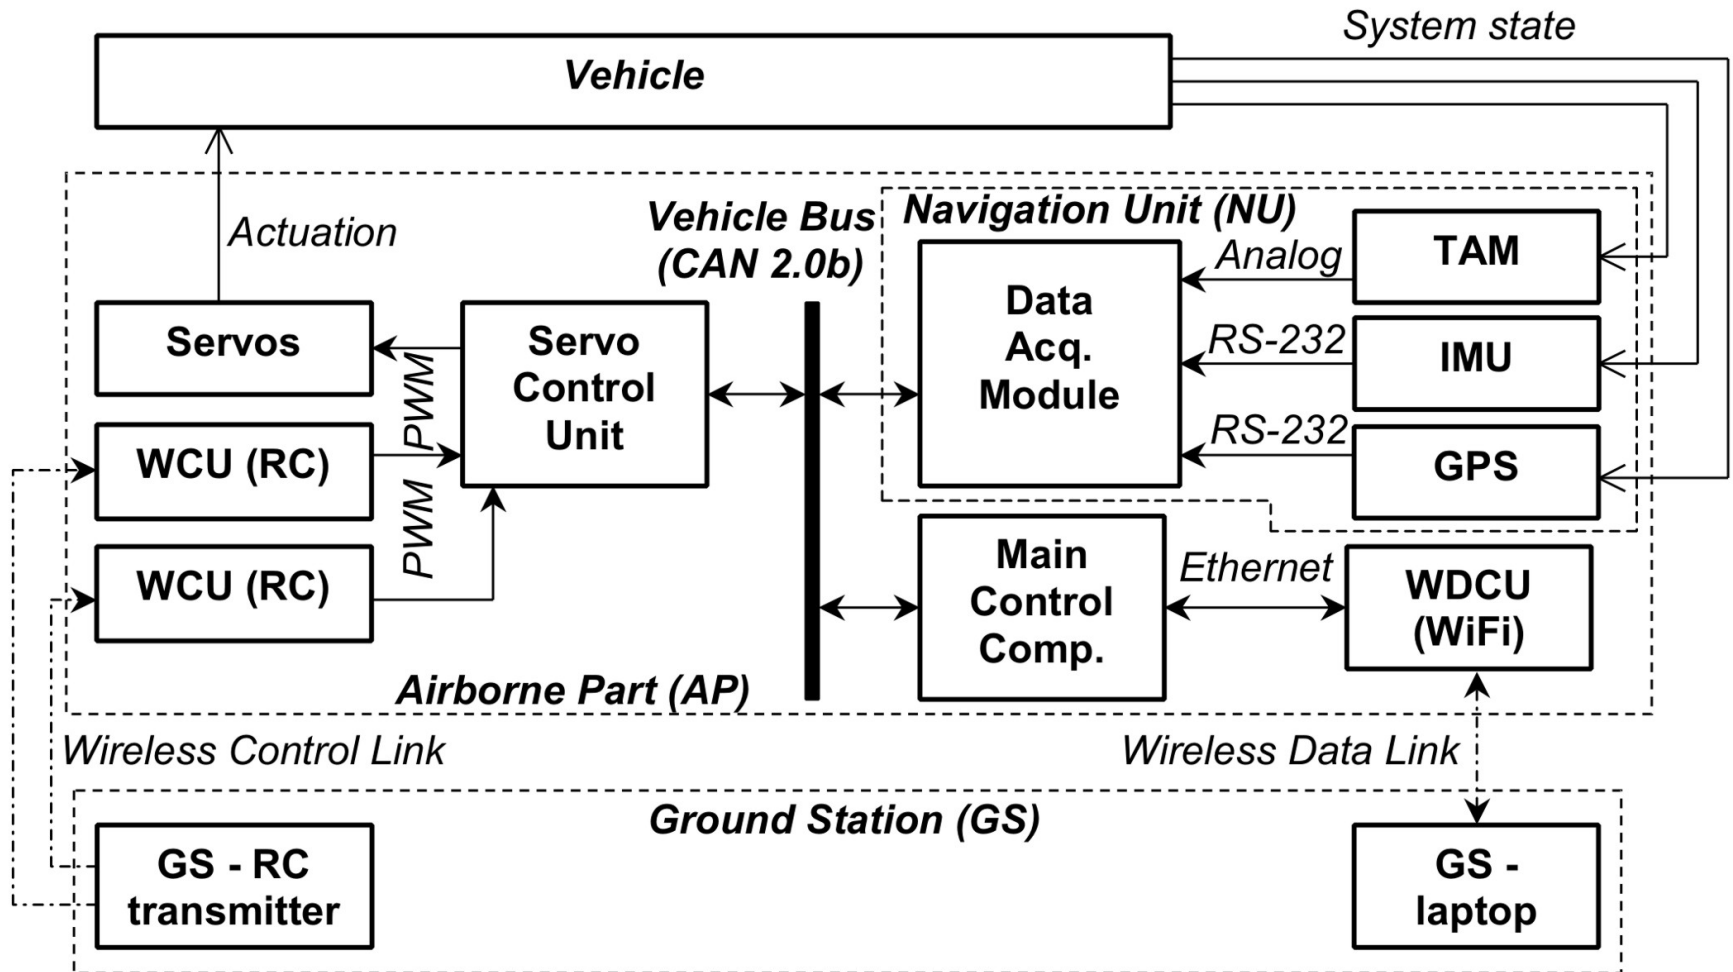 System state
Vehicle
Actuation
Vehicle Bus
(CAN 2.0b)
Navigation Unit (NU)
Data
Acq.
Module
Analog
TAM
RS-232
IMU
RS-232
GPS
Servos
Servo
Control
Unit
PWM
WCU (RC)
PWM
WCU (RC)
Main
Control
Comp.
Ethernet
WDCU
(WiFi)
Airborne Part (AP)
Wireless Control Link
Wireless Data Link
Ground Station (GS)
GS - RC
transmitter
GS -
laptop